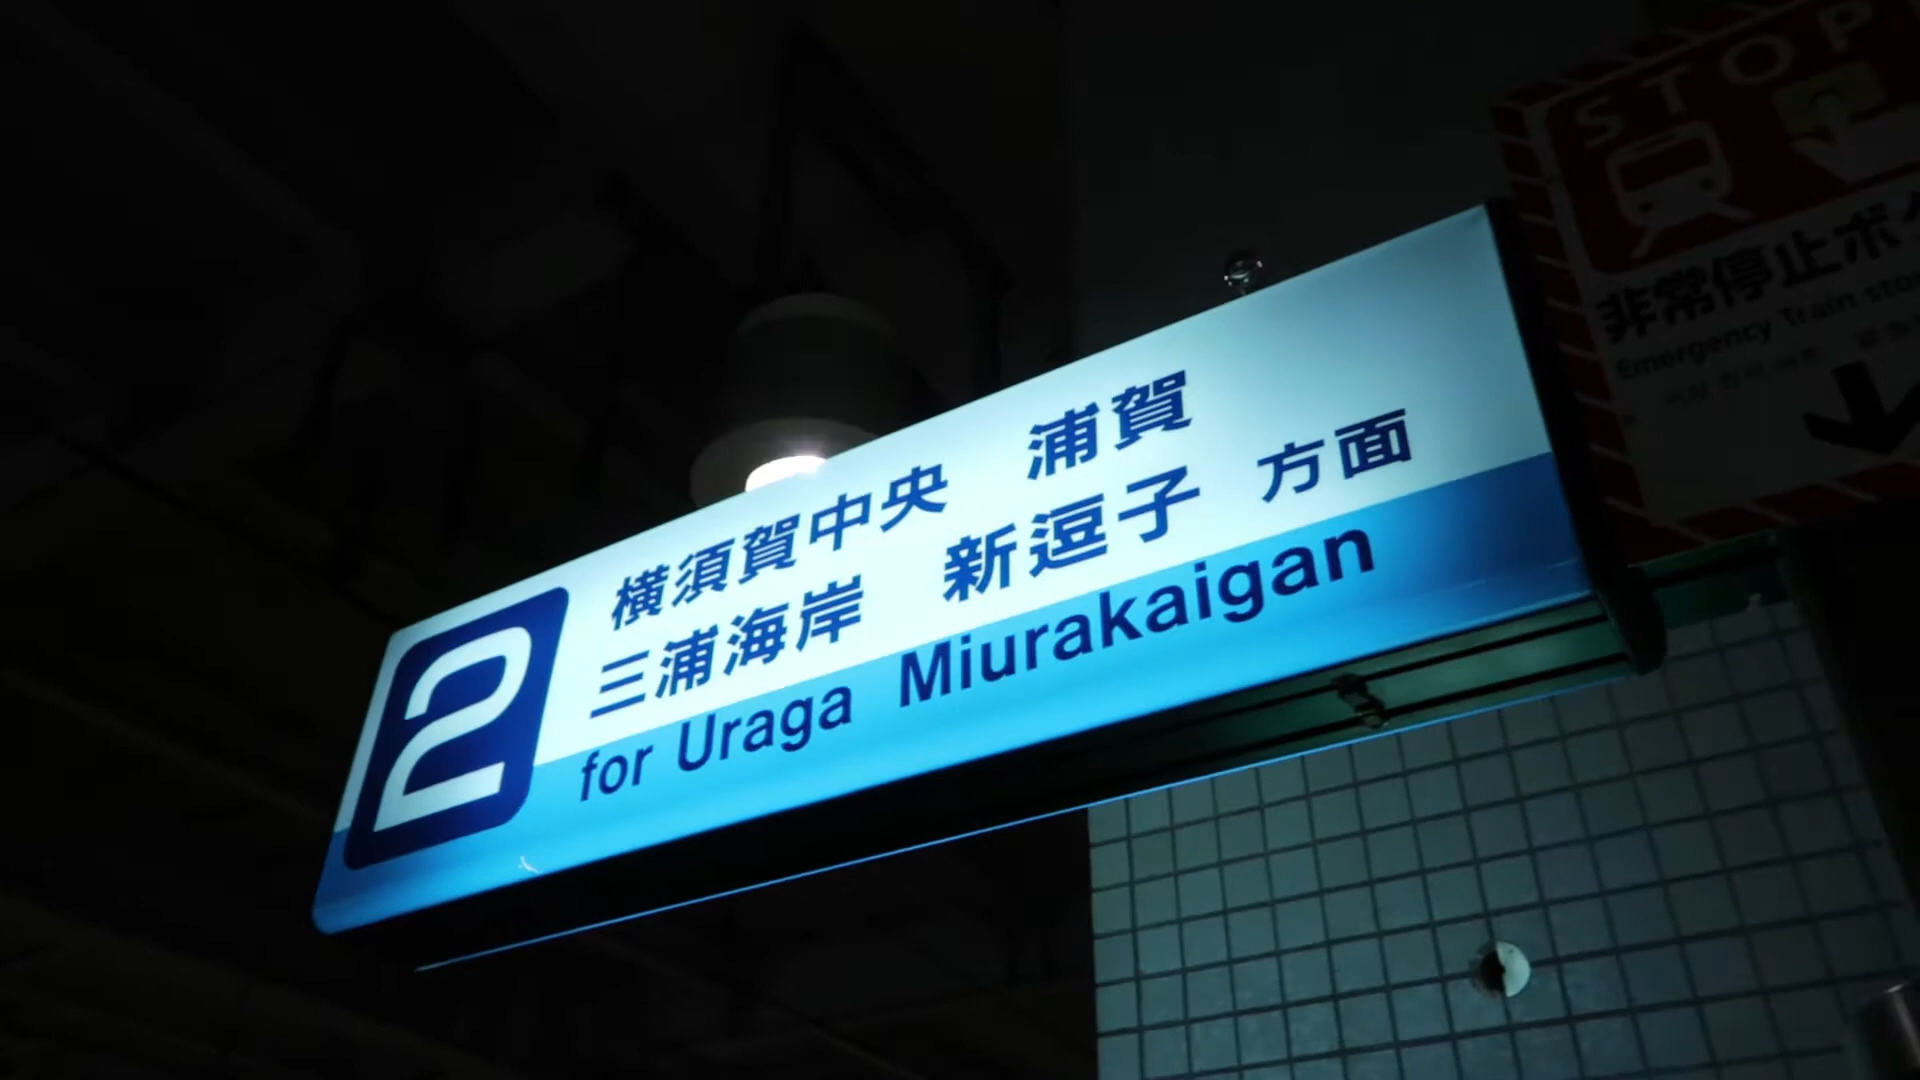 2
横須賀中央 浦賀
三浦海岸 新逗子 方面
for Uraga Miurakaigan
STOP
非常停止ボ
Emergency Train stop